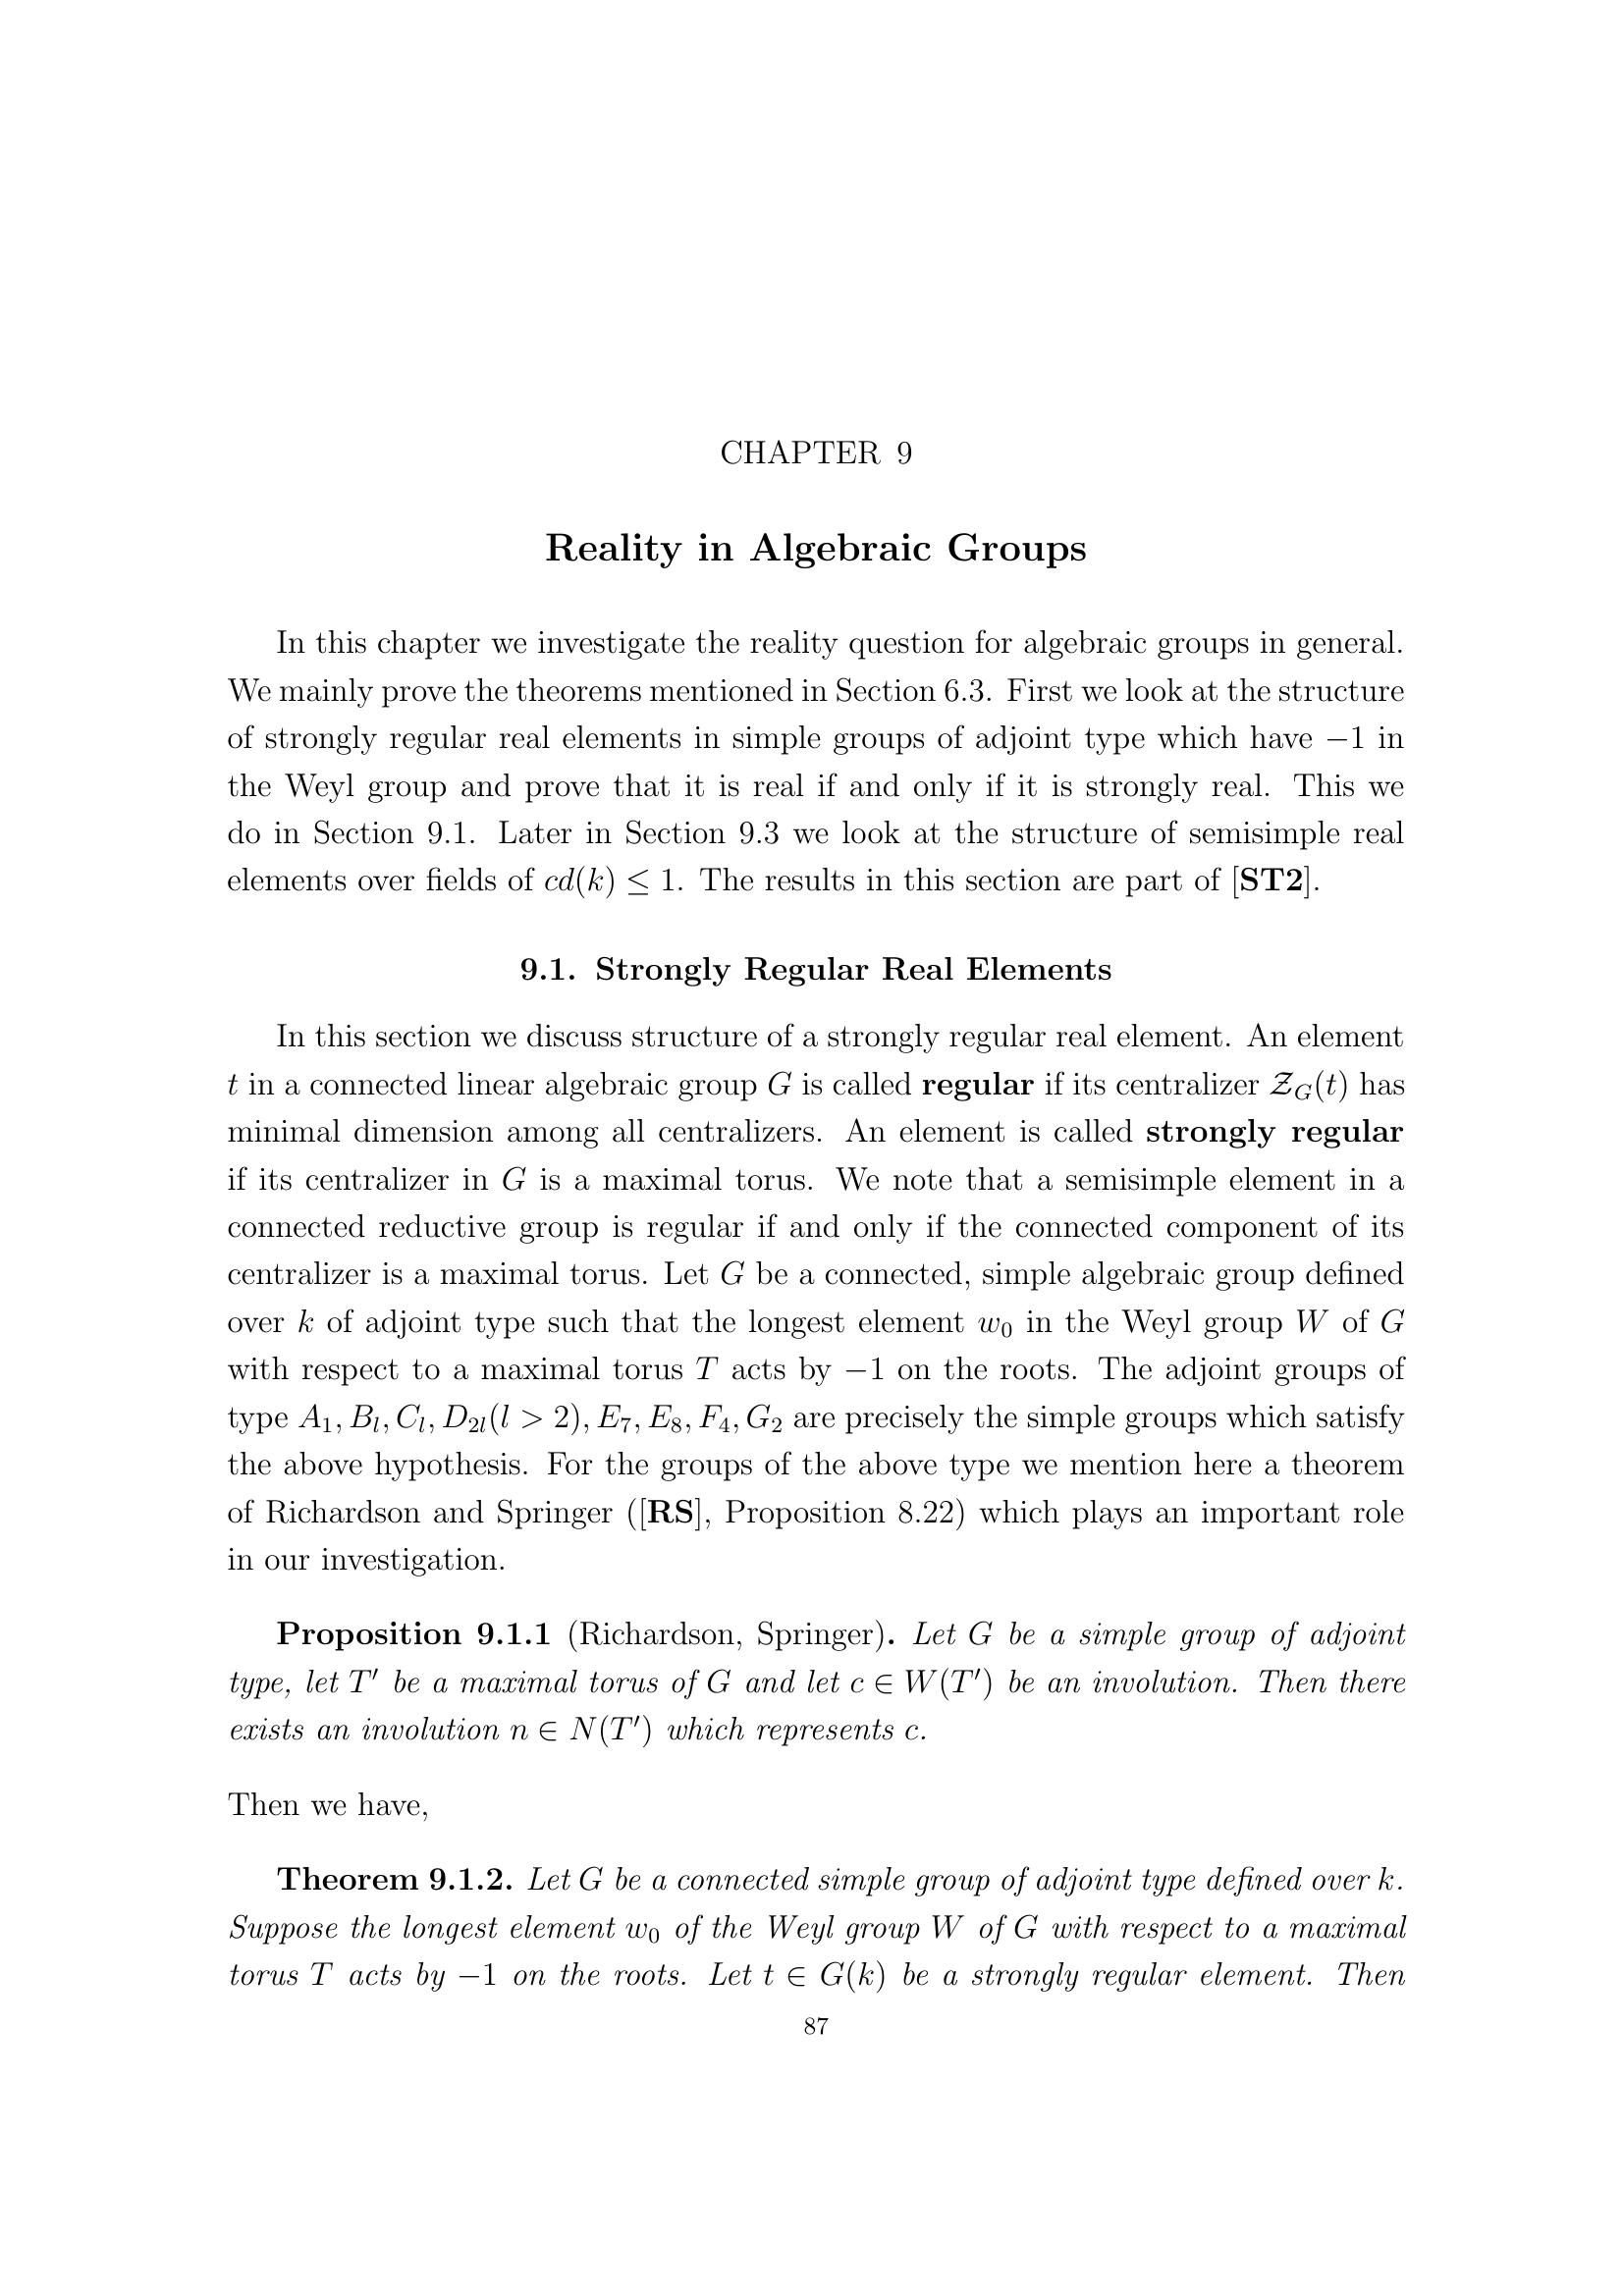 CHAPTER 9
Reality in Algebraic Groups
In this chapter we investigate the reality question for algebraic groups in general.
We mainly prove the theorems mentioned in Section 6.3. First we look at the structure
of strongly regular real elements in simple groups of adjoint type which have −1 in
the Weyl group and prove that it is real if and only if it is strongly real. This we
do in Section 9.1. Later in Section 9.3 we look at the structure of semisimple real
elements over fields of cd(k) ≤ 1. The results in this section are part of [ST2].
9.1. Strongly Regular Real Elements
In this section we discuss structure of a strongly regular real element. An element
t in a connected linear algebraic group G is called regular if its centralizer 𝒵_G(t) has
minimal dimension among all centralizers. An element is called strongly regular
if its centralizer in G is a maximal torus. We note that a semisimple element in a
connected reductive group is regular if and only if the connected component of its
centralizer is a maximal torus. Let G be a connected, simple algebraic group defined
over k of adjoint type such that the longest element w₀ in the Weyl group W of G
with respect to a maximal torus T acts by −1 on the roots. The adjoint groups of
type A₁, B_l, C_l, D_{2l}(l > 2), E₇, E₈, F₄, G₂ are precisely the simple groups which satisfy
the above hypothesis. For the groups of the above type we mention here a theorem
of Richardson and Springer ([RS], Proposition 8.22) which plays an important role
in our investigation.
Proposition 9.1.1 (Richardson, Springer). Let G be a simple group of adjoint
type, let T′ be a maximal torus of G and let c ∈ W(T′) be an involution. Then there
exists an involution n ∈ N(T′) which represents c.
Then we have,
Theorem 9.1.2. Let G be a connected simple group of adjoint type defined over k.
Suppose the longest element w₀ of the Weyl group W of G with respect to a maximal
torus T acts by −1 on the roots. Let t ∈ G(k) be a strongly regular element. Then
87